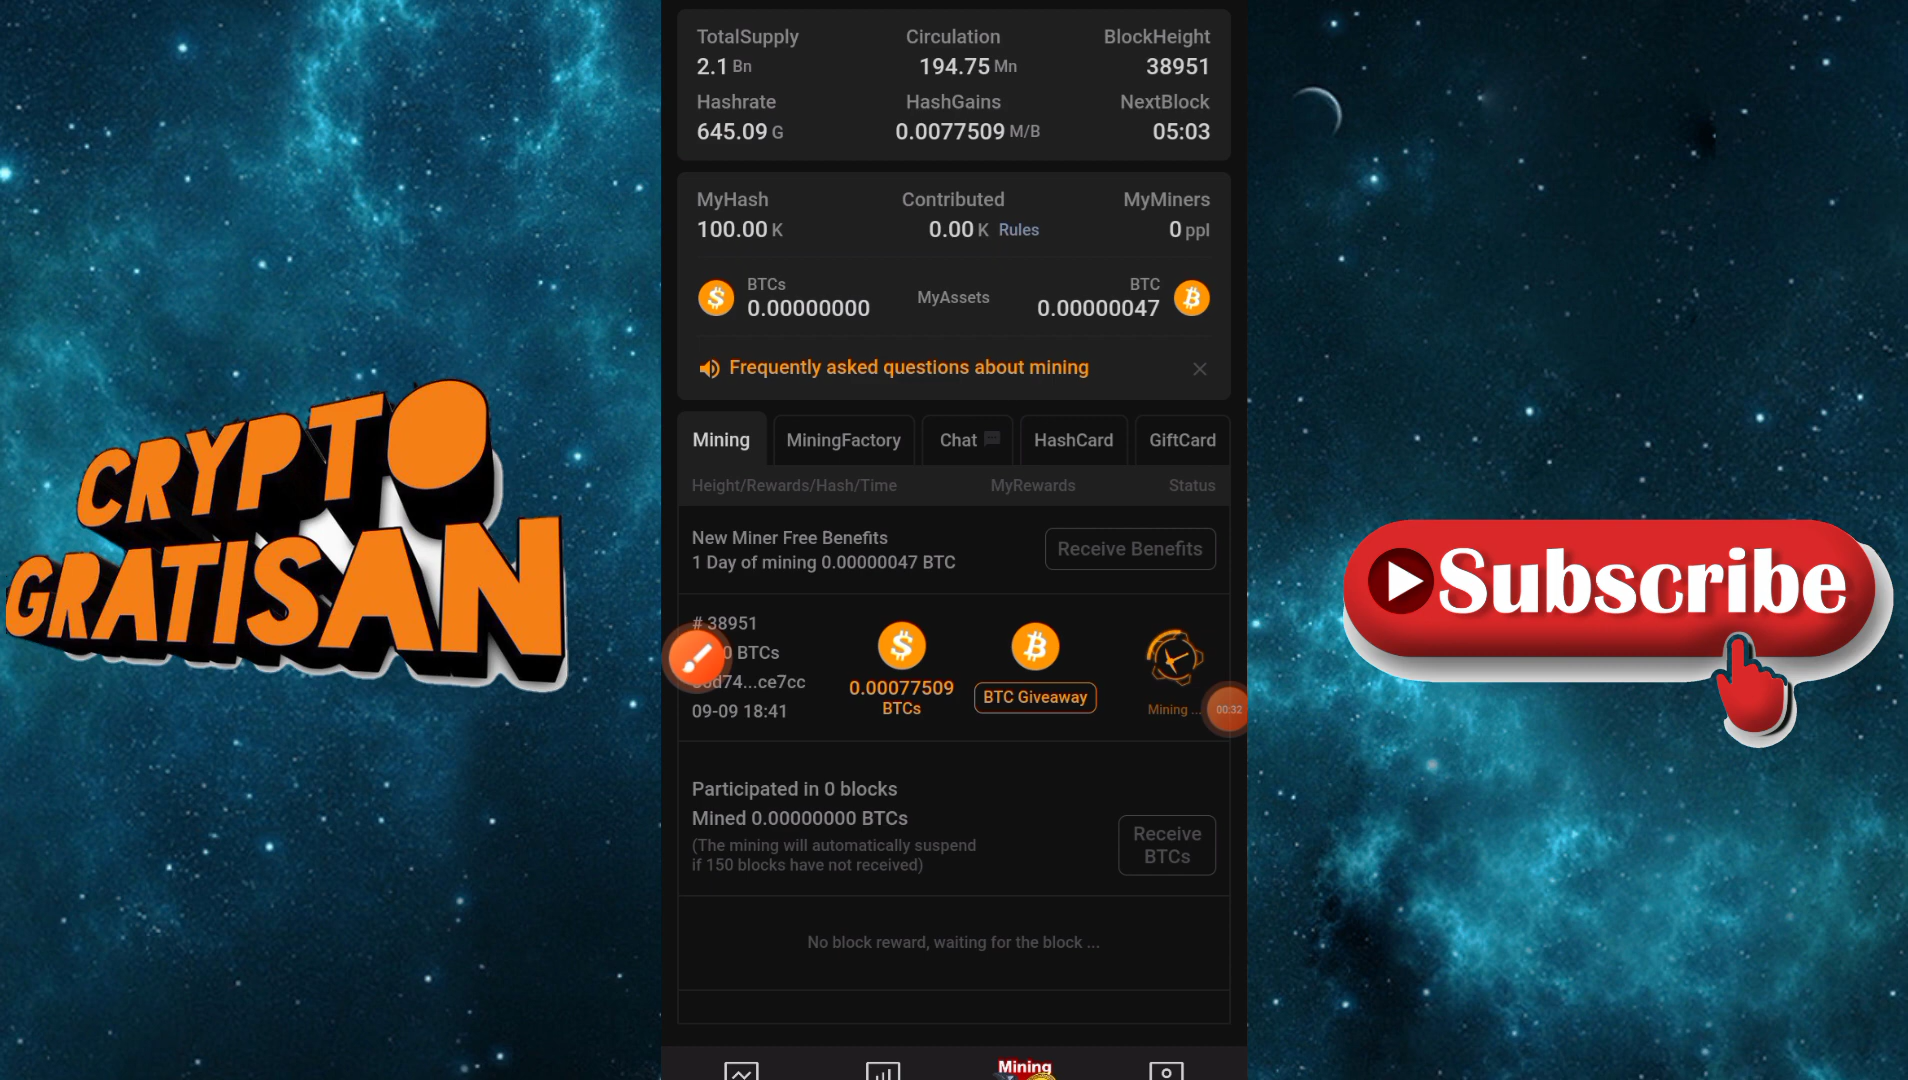 CRYPTO
GRATISAN
TotalSupply Circulation BlockHeight
2.1 Bn 194.75 Mn 38951
Hashrate HashGains NextBlock
645.09 G 0.0077509 M/B 05:03
MyHash Contributed MyMiners
100.00 K 0.00 K Rules 0 ppl
BTCs MyAssets BTC
0.00000000 0.00000047
Frequently asked questions about mining
Mining MiningFactory Chat HashCard GiftCard
Height/Rewards/Hash/Time MyRewards Status
New Miner Free Benefits
1 Day of mining 0.00000047 BTC
Receive Benefits
# 38951
BTCs
ce7cc
09-09 18:41
0.00077509
BTCs
BTC Giveaway
Mining ...
00:32
Participated in 0 blocks
Mined 0.00000000 BTCs
(The mining will automatically suspend
if 150 blocks have not received)
Receive
BTCs
No block reward, waiting for the block ...
Mining
Subscribe